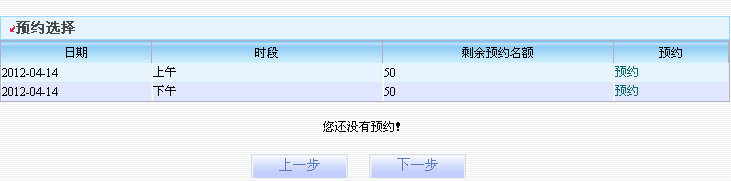 预约选择
日期 时段 剩余预约名额 预约
2012-04-14 上午 50 预约
2012-04-14 下午 50 预约
您还没有预约!
上一步 下一步